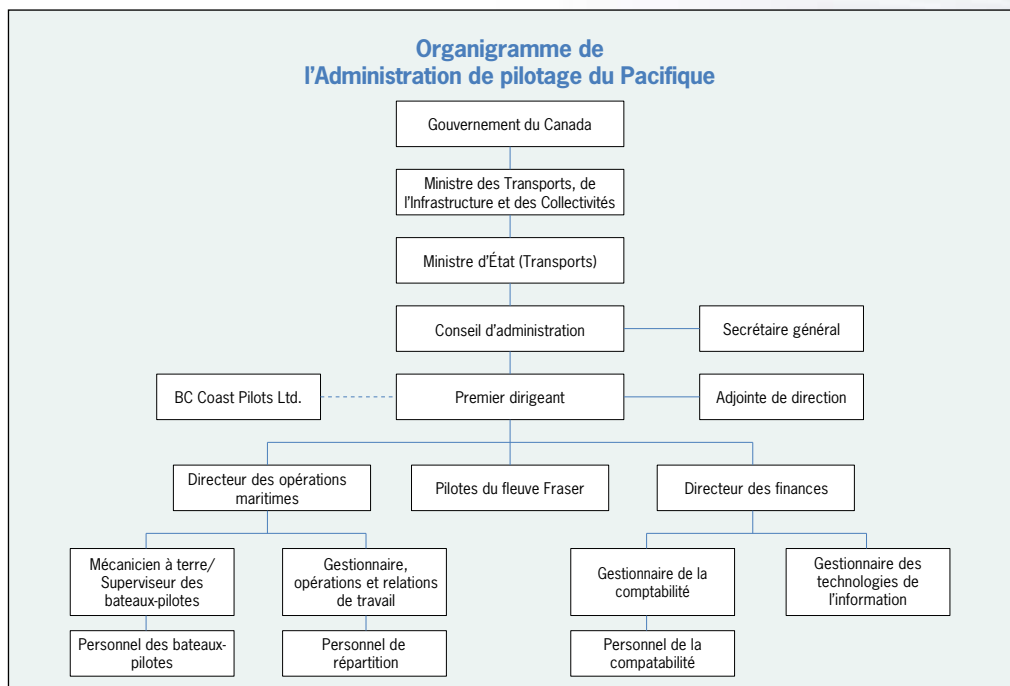 Organigramme de
l'Administration de pilotage du Pacifique
Gouvernement du Canada
Ministre des Transports, de
l'Infrastructure et des Collectivités
Ministre d'État (Transports)
Conseil d'administration
Secrétaire général
BC Coast Pilots Ltd.
Premier dirigeant
Adjointe de direction
Directeur des opérations
maritimes
Pilotes du fleuve Fraser
Directeur des finances
Mécanicien à terre/
Superviseur des
bateaux-pilotes
Gestionnaire,
opérations et relations
de travail
Gestionnaire de la
comptabilité
Gestionnaire des
technologies de
l'information
Personnel des bateaux-
pilotes
Personnel de
répartition
Personnel de la
compatabilité